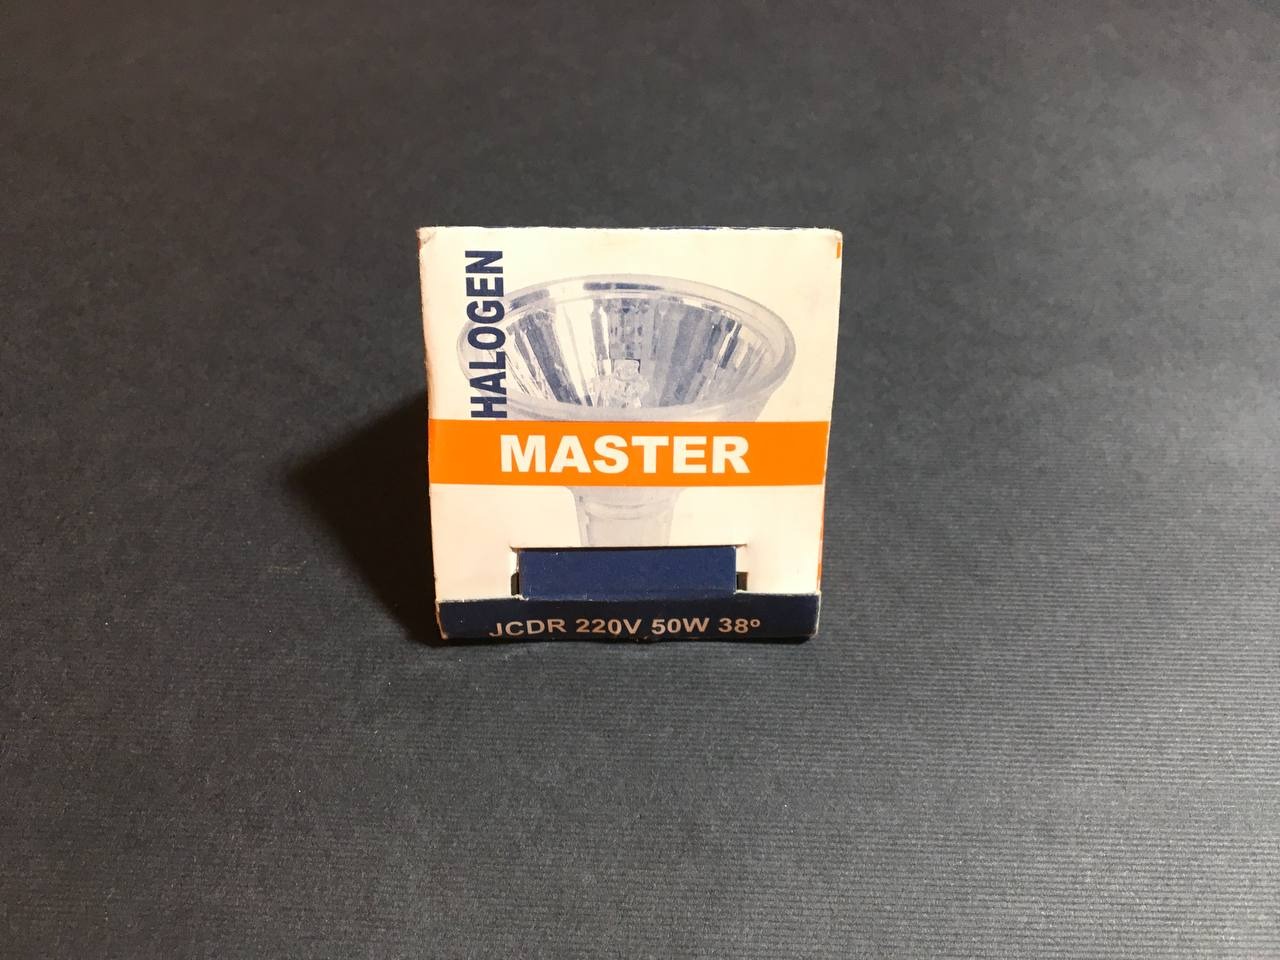 HALOGEN
MASTER
JCDR 220V 50W 38º